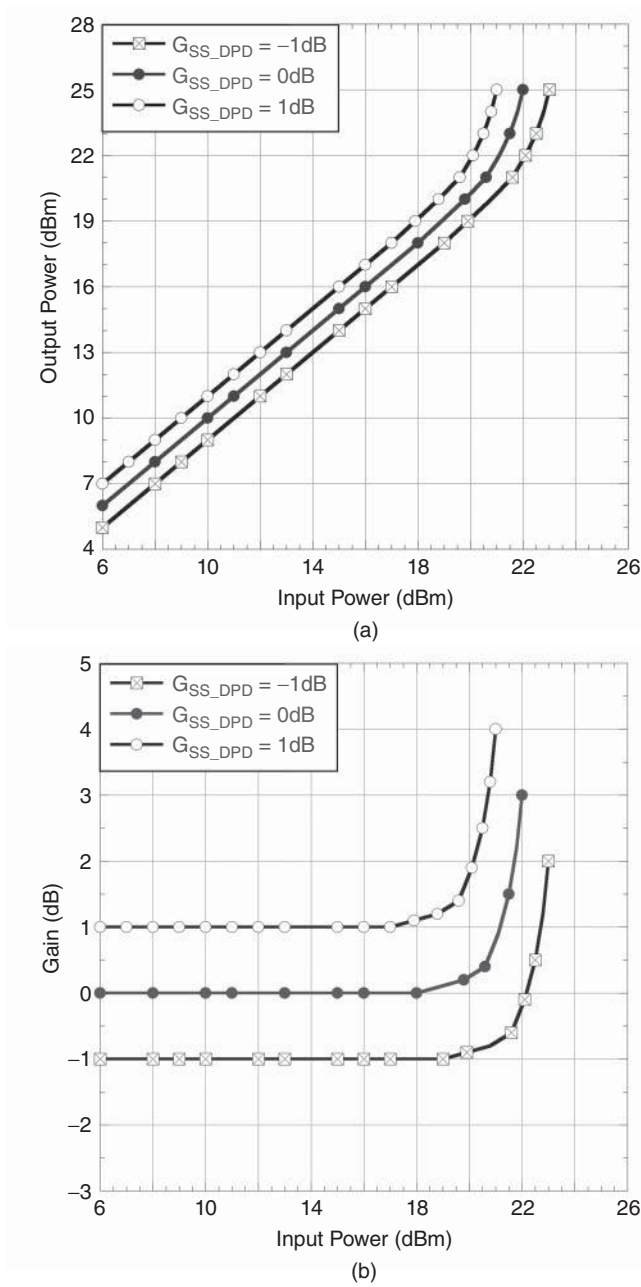 28
25
22
19
16
13
10
7
4
Output Power (dBm)
G_SS_DPD = −1dB
G_SS_DPD = 0dB
G_SS_DPD = 1dB
6 10 14 18 22 26
Input Power (dBm)
(a)
5
4
3
2
1
0
−1
−2
−3
Gain (dB)
G_SS_DPD = −1dB
G_SS_DPD = 0dB
G_SS_DPD = 1dB
6 10 14 18 22 26
Input Power (dBm)
(b)